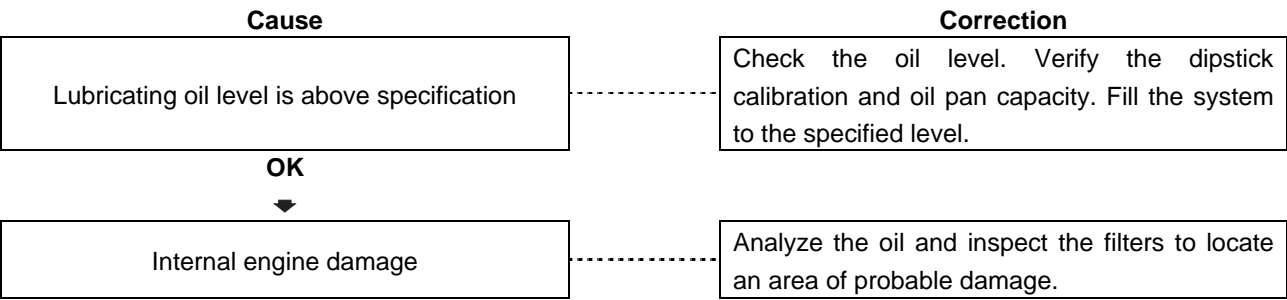 Cause
Correction
Lubricating oil level is above specification
Check the oil level. Verify the dipstick
calibration and oil pan capacity. Fill the system
to the specified level.
OK
Internal engine damage
Analyze the oil and inspect the filters to locate
an area of probable damage.